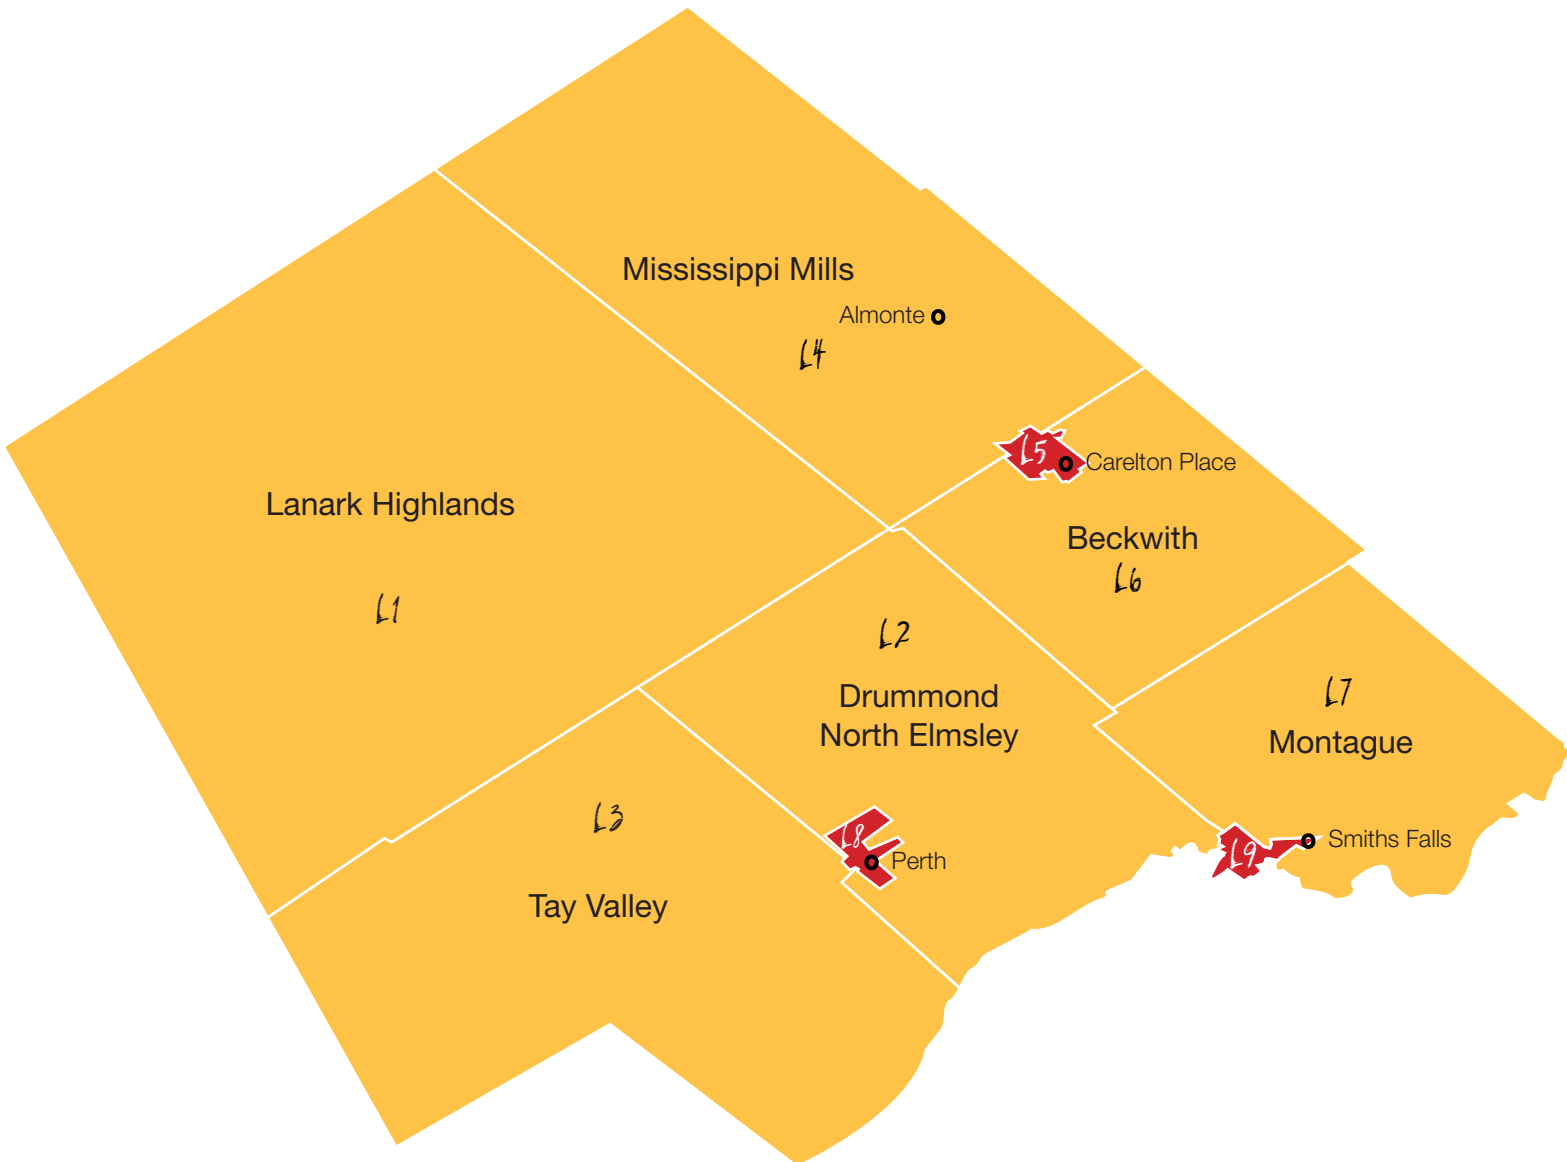 Mississippi Mills
Almonte
L4
L5
Carelton Place
Lanark Highlands
Beckwith
L6
L1
L2
Drummond
North Elmsley
L7
Montague
L3
L8
Perth
L9
Smiths Falls
Tay Valley